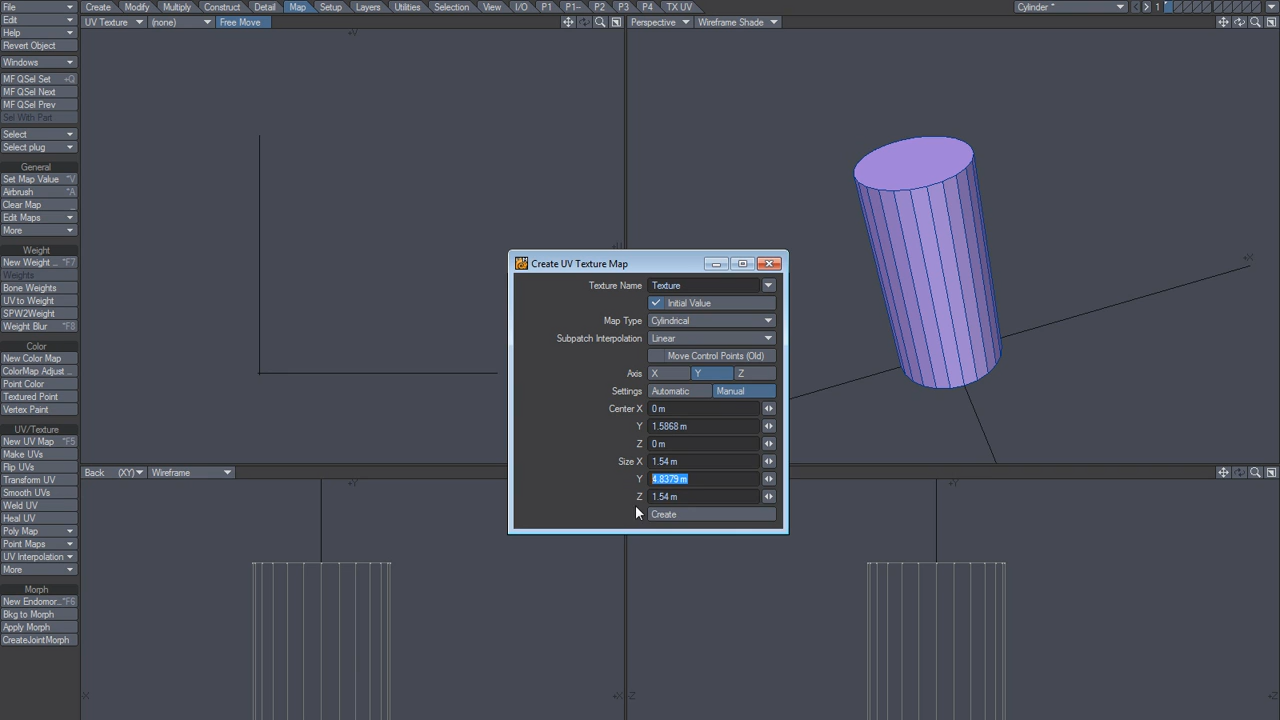 File
Create
Modify
Multiply
Construct
Detail
Map
Setup
Layers
Utilities
Selection
View
I/O
P1
P1--
P2
P3
P4
TX UV
Cylinder *
1
Edit
UV Texture
(none)
Free Move
Perspective
Wireframe Shade
Help
Revert Object
Windows
MF QSel Set +Q
MF QSel Next
MF QSel Prev
Sel With Part
Select
Select plug
General
Set Map Value ^V
Airbrush ^A
Clear Map _
Edit Maps
More
Weight
New Weight ... ^F7
Weights
Bone Weights
UV to Weight
SPW2Weight
Weight Blur ^F8
Color
New Color Map
ColorMap Adjust ...
Point Color
Textured Point
Vertex Paint
UV/Texture
New UV Map ^F5
Make UVs
Flip UVs
Transform UV
Smooth UVs
Weld UV
Heal UV
Poly Map
Point Maps
UV Interpolation
More
Morph
New Endomor... ^F6
Bkg to Morph
Apply Morph
CreateJointMorph
+V
+X
Create UV Texture Map
Texture Name Texture
Initial Value
Map Type Cylindrical
Subpatch Interpolation Linear
Move Control Points (Old)
Axis X Y Z
Settings Automatic Manual
Center X 0 m
Y 1.5868 m
Z 0 m
Size X 1.54 m
Y 4.8379 m
Z 1.54 m
Create
Back (XY) Wireframe
+Y
+Y
-X
+X
-Z
+Z